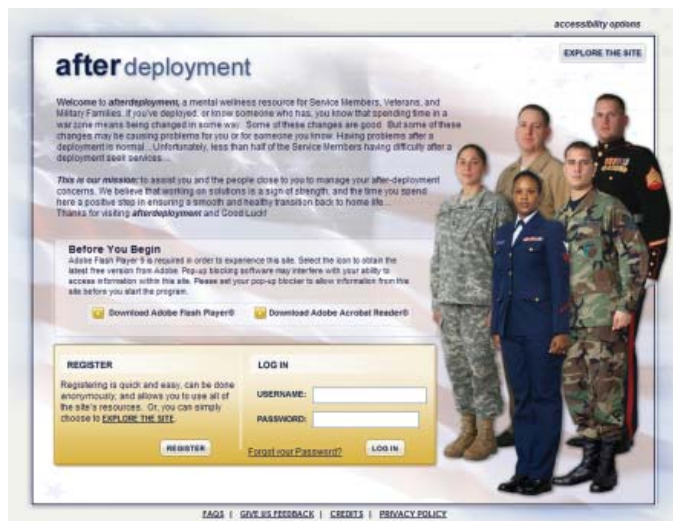 accessibility options
EXPLORE THE SITE
afterdeployment
Welcome to afterdeployment, a mental wellness resource for Service Members, Veterans, and
Military Families. If you've deployed, or know someone who has, you know that spending time in a
war zone means being changed in some way. Some of these changes are good. But some of these
changes may be causing problems for you or for someone you know. Having problems after a
deployment is normal... Unfortunately, less than half of the Service Members having difficulty after a
deployment seek services...
This is our mission: to assist you and the people close to you to manage your after-deployment
concerns. We believe that working on solutions is a sign of strength, and the time you spend
here a positive step in ensuring a smooth and healthy transition back to home life...
Thanks for visiting afterdeployment and Good Luck!
Before You Begin
Adobe Flash Player 9 is required in order to experience this site. Select the icon to obtain the
latest free version from Adobe. Pop-up blocking software may interfere with your ability to
access information within this site. Please set your pop-up blocker to allow information from this
site before you start the program.
Download Adobe Flash Player®
Download Adobe Acrobat Reader®
REGISTER
Registering is quick and easy, can be done
anonymously, and allows you to use all of
the site's resources. Or, you can simply
choose to EXPLORE THE SITE.
REGISTER
LOG IN
USERNAME:
PASSWORD:
Forgot your Password?
LOG IN
FAQS | GIVE US FEEDBACK | CREDITS | PRIVACY POLICY